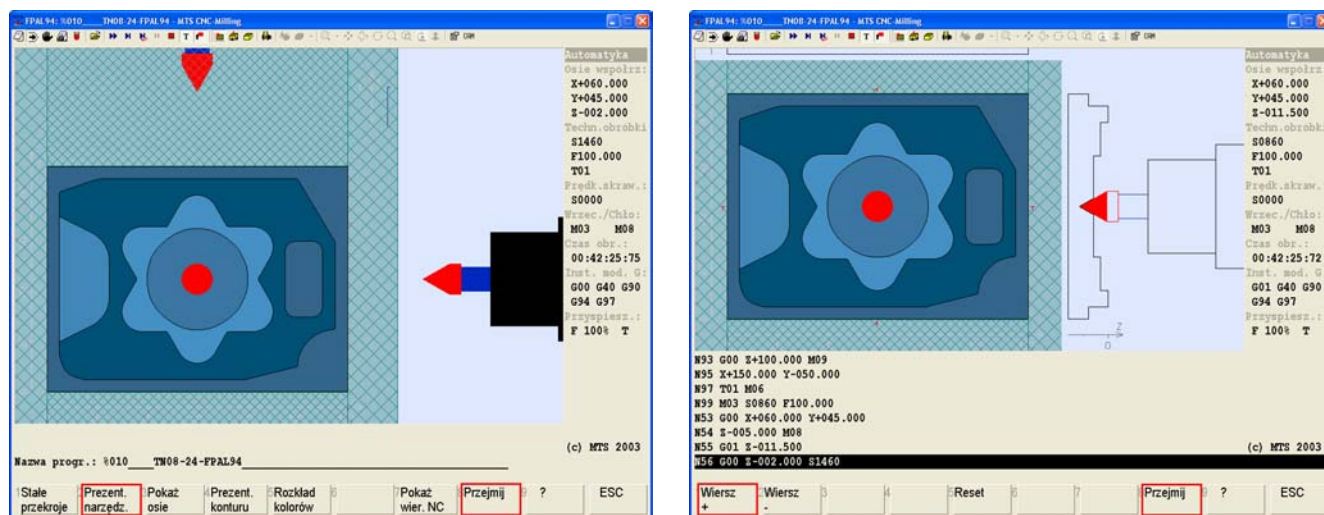 FPAL94: %010____TN08-24-FPAL94 - MTS CNC-Milling
Automatyka
Osie współrz:
X+060.000
Y+045.000
Z-002.000
Techn.obrobki
S1460
F100.000
T01
Prędk.skraw.:
S0000
Wrzec./Chło:
M03 M08
Czas obr.:
00:42:25:75
Inst. mod. G:
G00 G40 G90
G94 G97
Przyspiesz.:
F 100% T
(c) MTS 2003
Nazwa progr.: %010____TN08-24-FPAL94
1 Stałe przekroje
Prezent. narzędz.
3 Pokaż osie
4 Prezent. konturu
5 Rozkład kolorów
6
7 Pokaż wier. NC
Przejmij
9 ?
ESC
FPAL94: %010____TN08-24-FPAL94 - MTS CNC-Milling
Automatyka
Osie współrz:
X+060.000
Y+045.000
Z-011.500
Techn.obrobki
S0860
F100.000
T01
Prędk.skraw.:
S0000
Wrzec./Chło:
M03 M08
Czas obr.:
00:42:25:72
Inst. mod. G:
G01 G40 G90
G94 G97
Przyspiesz.:
F 100% T
Z
0
N93 G00 Z+100.000 M09
N95 X+150.000 Y-050.000
N97 T01 M06
N99 M03 S0860 F100.000
N53 G00 X+060.000 Y+045.000
N54 Z-005.000 M08
N55 G01 Z-011.500
(c) MTS 2003
N56 G00 Z-002.000 S1460
Wiersz +
2 Wiersz -
3
4
5 Reset
6
7
Przejmij
9 ?
ESC